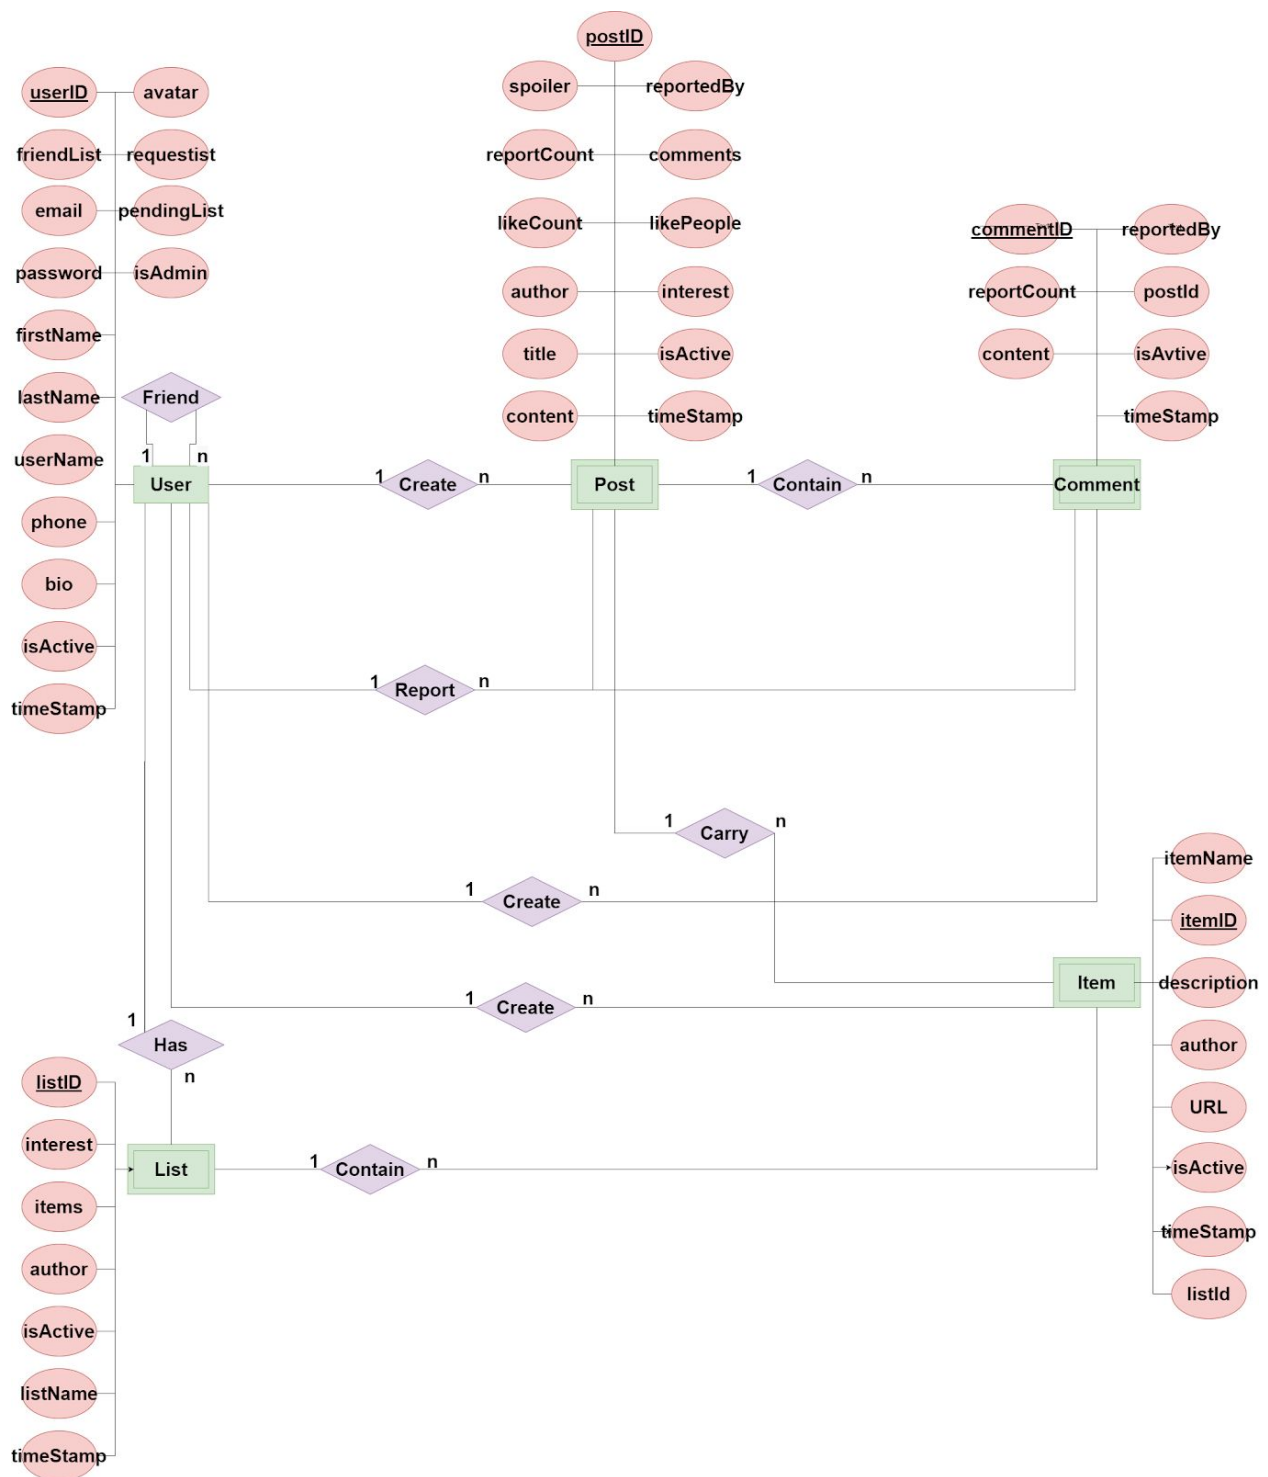 postID
userID
avatar
spoiler
reportedBy
friendList
requestist
reportCount
comments
email
pendingList
likeCount
likePeople
commentID
reportedBy
password
isAdmin
author
interest
reportCount
postId
firstName
title
isActive
content
isAvtive
lastName
Friend
content
timeStamp
timeStamp
userName
1
n
User
1
Create
n
Post
1
Contain
n
Comment
phone
bio
isActive
1
Report
n
timeStamp
1
Carry
n
itemName
1
Create
n
itemID
Item
description
1
Create
n
1
Has
n
author
listID
URL
interest
1
Contain
n
List
isActive
items
timeStamp
author
listId
isActive
listName
timeStamp